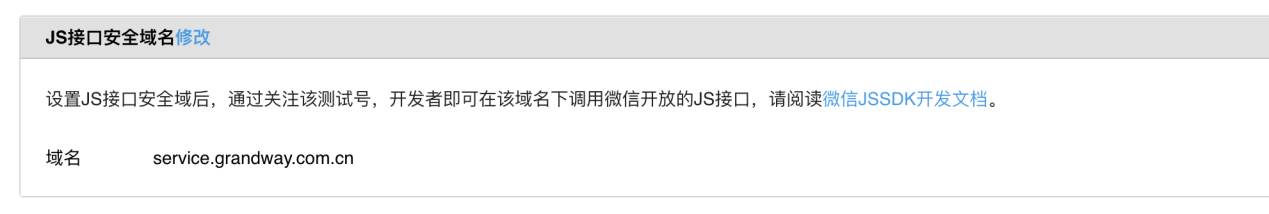 JS接口安全域名修改
设置JS接口安全域后，通过关注该测试号，开发者即可在该域名下调用微信开放的JS接口，请阅读微信JSSDK开发文档。
域名 service.grandway.com.cn